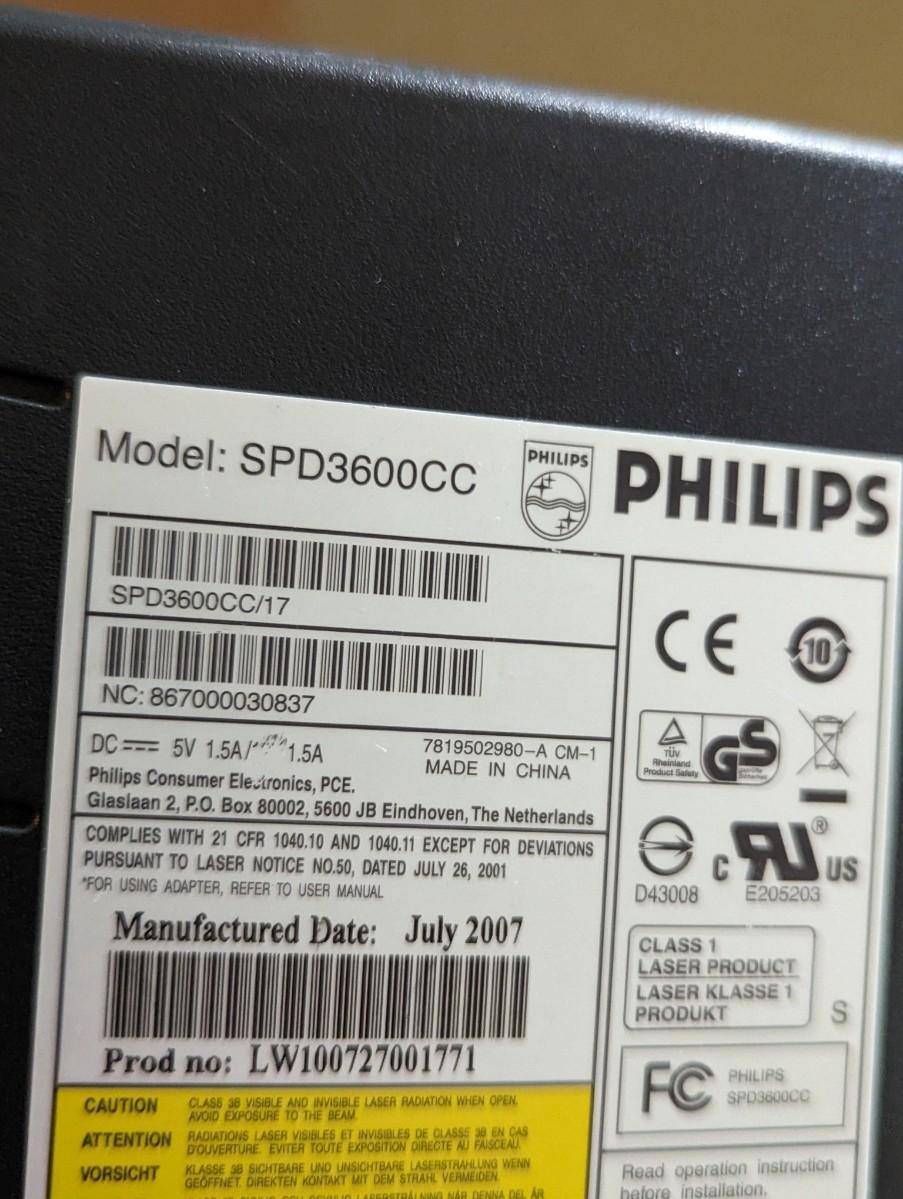 Model: SPD3600CC
PHILIPS
PHILIPS
SPD3600CC/17
NC: 867000030837
DC 5V 1.5A/ 1.5A
7819502980-A CM-1
MADE IN CHINA
Philips Consumer Electronics, PCE.
Glaslaan 2, P.O. Box 80002, 5600 JB Eindhoven, The Netherlands
COMPLIES WITH 21 CFR 1040.10 AND 1040.11 EXCEPT FOR DEVIATIONS
PURSUANT TO LASER NOTICE NO.50, DATED JULY 26, 2001
*FOR USING ADAPTER, REFER TO USER MANUAL
Manufactured Date: July 2007
Prod no: LW100727001771
CAUTION CLASS 3B VISIBLE AND INVISIBLE LASER RADIATION WHEN OPEN.
AVOID EXPOSURE TO THE BEAM.
ATTENTION RADIATIONS LASER VISIBLES ET INVISIBLES DE CLASSE 3B EN CAS
D'OUVERTURE. EVITER TOUTE EXPOSITION DIRECTE AU FAISCEAU.
VORSICHT KLASSE 3B SICHTBARE UND UNSICHTBARE LASERSTRAHLUNG WENN
GEÖFFNET. DIREKTEN KONTAKT MIT DEM STRAHL VERMEIDEN.
CE
10
TÜV
Rheinland
Product Safety
GS
geprüfte
Sicherheit
D43008
C RU ® US
E205203
CLASS 1
LASER PRODUCT
LASER KLASSE 1
PRODUKT
S
FC
PHILIPS
SPD3600CC
Read operation instruction
before installation.